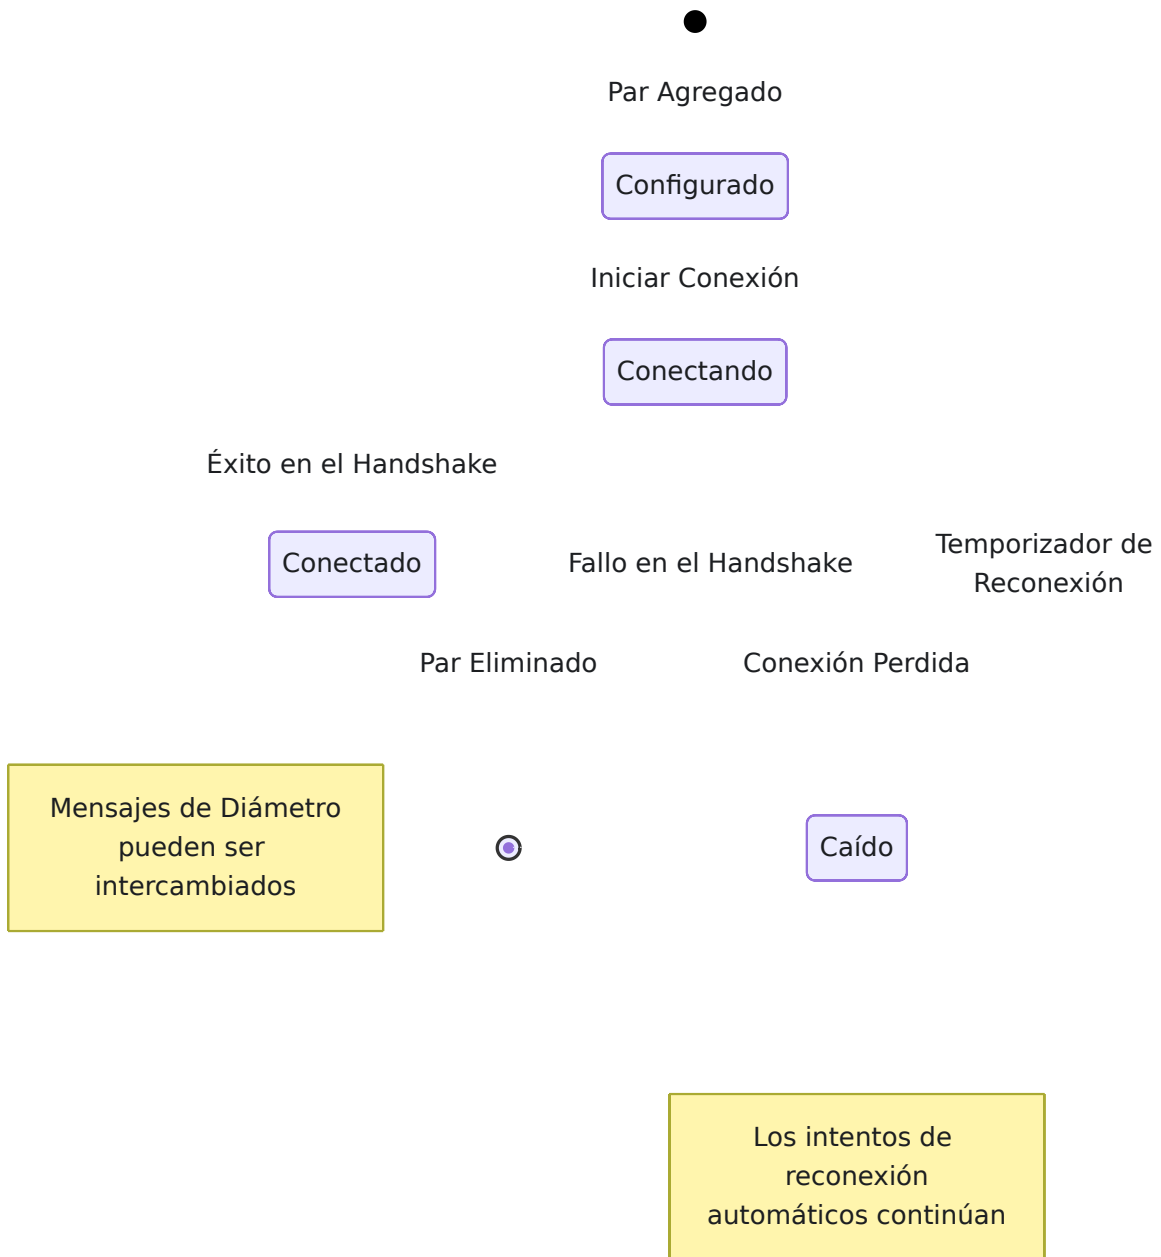 Par Agregado
Configurado
Iniciar Conexión
Conectando
Éxito en el Handshake
Conectado
Fallo en el Handshake
Temporizador de
Reconexión
Par Eliminado
Conexión Perdida
Mensajes de Diámetro
pueden ser
intercambiados
Caído
Los intentos de
reconexión
automáticos continúan